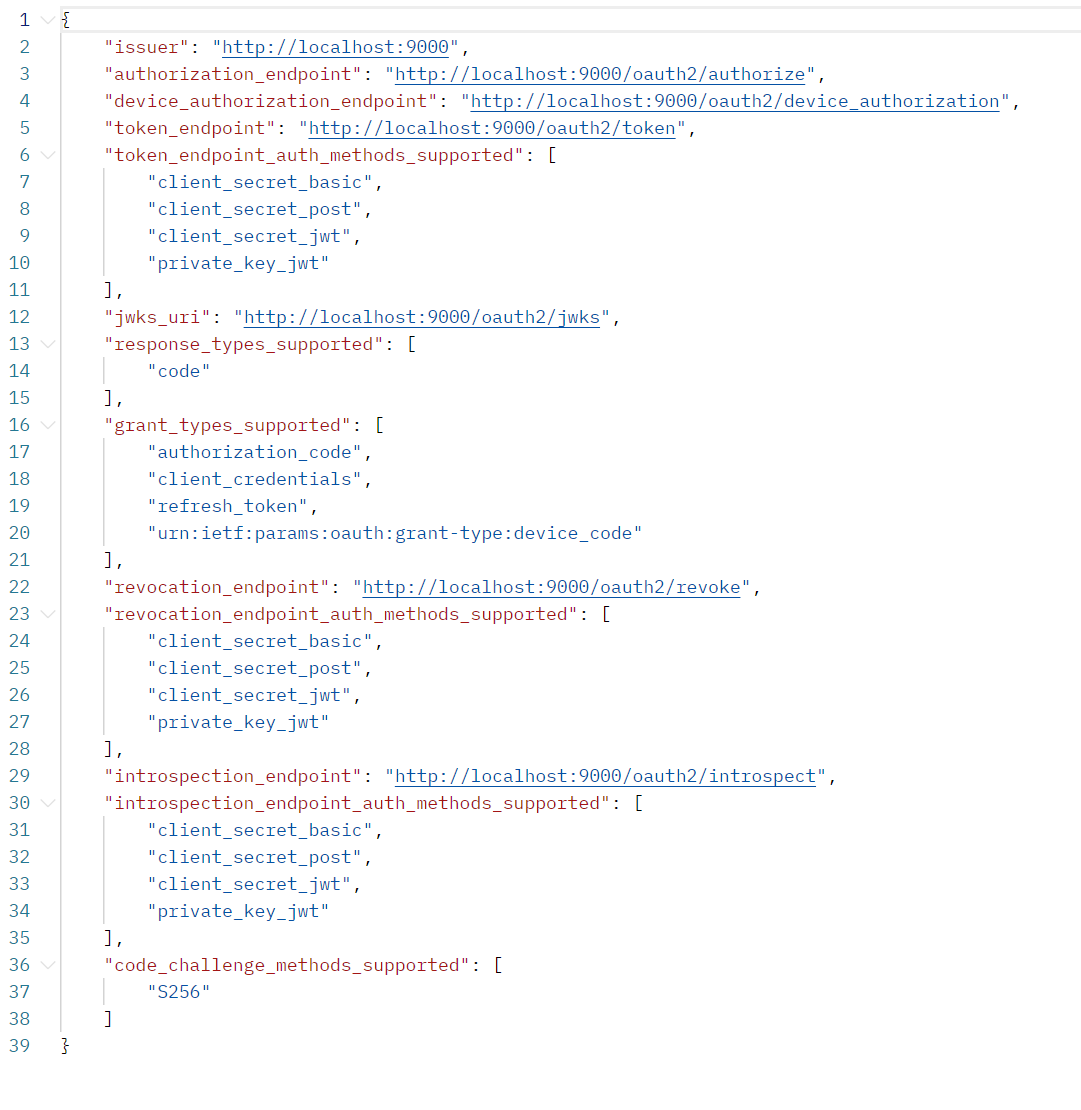 1 {
2 "issuer": "http://localhost:9000",
3 "authorization_endpoint": "http://localhost:9000/oauth2/authorize",
4 "device_authorization_endpoint": "http://localhost:9000/oauth2/device_authorization",
5 "token_endpoint": "http://localhost:9000/oauth2/token",
6 "token_endpoint_auth_methods_supported": [
7 "client_secret_basic",
8 "client_secret_post",
9 "client_secret_jwt",
10 "private_key_jwt"
11 ],
12 "jwks_uri": "http://localhost:9000/oauth2/jwks",
13 "response_types_supported": [
14 "code"
15 ],
16 "grant_types_supported": [
17 "authorization_code",
18 "client_credentials",
19 "refresh_token",
20 "urn:ietf:params:oauth:grant-type:device_code"
21 ],
22 "revocation_endpoint": "http://localhost:9000/oauth2/revoke",
23 "revocation_endpoint_auth_methods_supported": [
24 "client_secret_basic",
25 "client_secret_post",
26 "client_secret_jwt",
27 "private_key_jwt"
28 ],
29 "introspection_endpoint": "http://localhost:9000/oauth2/introspect",
30 "introspection_endpoint_auth_methods_supported": [
31 "client_secret_basic",
32 "client_secret_post",
33 "client_secret_jwt",
34 "private_key_jwt"
35 ],
36 "code_challenge_methods_supported": [
37 "S256"
38 ]
39 }